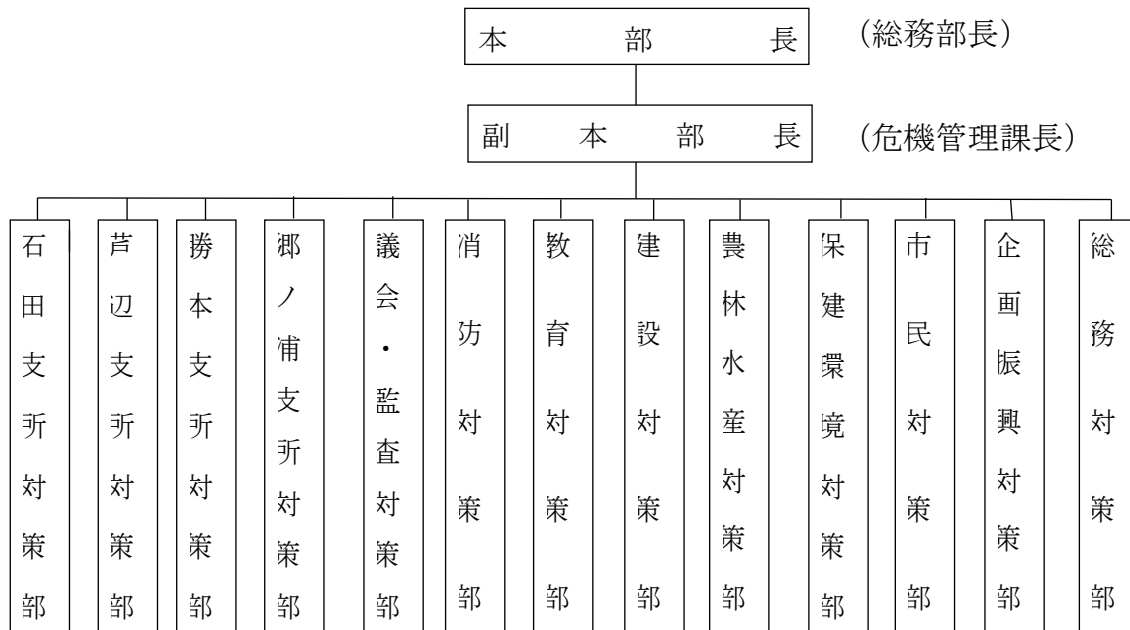 本部長
(総務部長)
副本部長
(危機管理課長)
総務対策部
企画振興対策部
市民対策部
保健環境対策部
農林水産対策部
建設対策部
教育対策部
消防対策部
議会・監査対策部
郷ノ浦支所対策部
勝本支所対策部
芦辺支所対策部
石田支所対策部